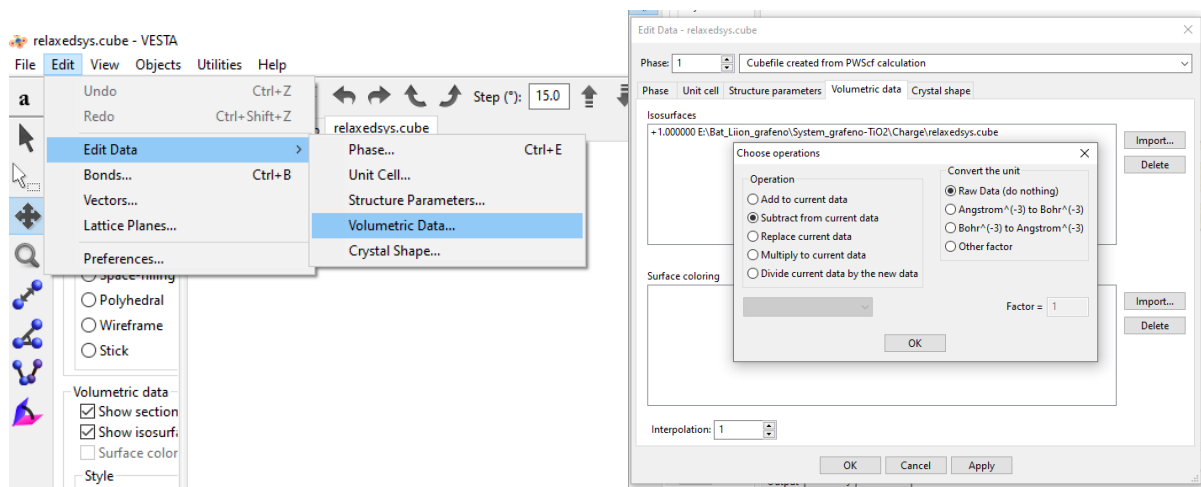 relaxedsys.cube - VESTA
File Edit View Objects Utilities Help
Undo Ctrl+Z
Redo Ctrl+Shift+Z
Edit Data >
Bonds... Ctrl+B
Vectors...
Lattice Planes...
Preferences...
a
Step (°): 15.0
relaxedsys.cube
Phase... Ctrl+E
Unit Cell...
Structure Parameters...
Volumetric Data...
Crystal Shape...
Space-filling
Polyhedral
Wireframe
Stick
Volumetric data
Show section
Show isosurfa
Surface color
Style
Edit Data - relaxedsys.cube
Phase: 1 Cubefile created from PWScf calculation
Phase Unit cell Structure parameters Volumetric data Crystal shape
Isosurfaces
+1.000000 E:\Bat_Liion_grafeno\System_grafeno-TiO2\Charge\relaxedsys.cube
Import...
Delete
Choose operations
Operation
Add to current data
Subtract from current data
Replace current data
Multiply to current data
Divide current data by the new data
Convert the unit
Raw Data (do nothing)
Angstrom^(-3) to Bohr^(-3)
Bohr^(-3) to Angstrom^(-3)
Other factor
Factor = 1
OK
Surface coloring
Import...
Delete
Interpolation: 1
OK Cancel Apply